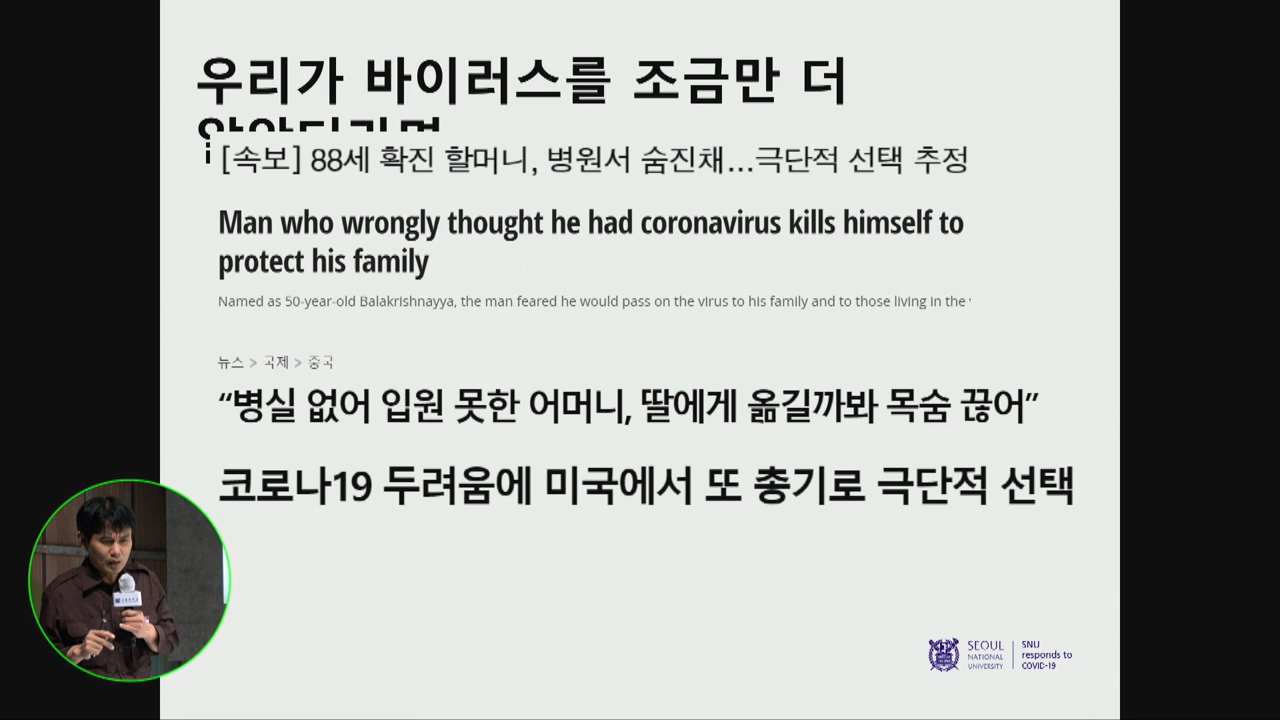 우리가 바이러스를 조금만 더
[속보] 88세 확진 할머니, 병원서 숨진채...극단적 선택 추정
Man who wrongly thought he had coronavirus kills himself to
protect his family
Named as 50-year-old Balakrishnayya, the man feared he would pass on the virus to his family and to those living in the
뉴스 > 국제 > 중국
“병실 없어 입원 못한 어머니, 딸에게 옮길까봐 목숨 끊어”
코로나19 두려움에 미국에서 또 총기로 극단적 선택
SEOUL
NATIONAL
UNIVERSITY
SNU
responds to
COVID-19